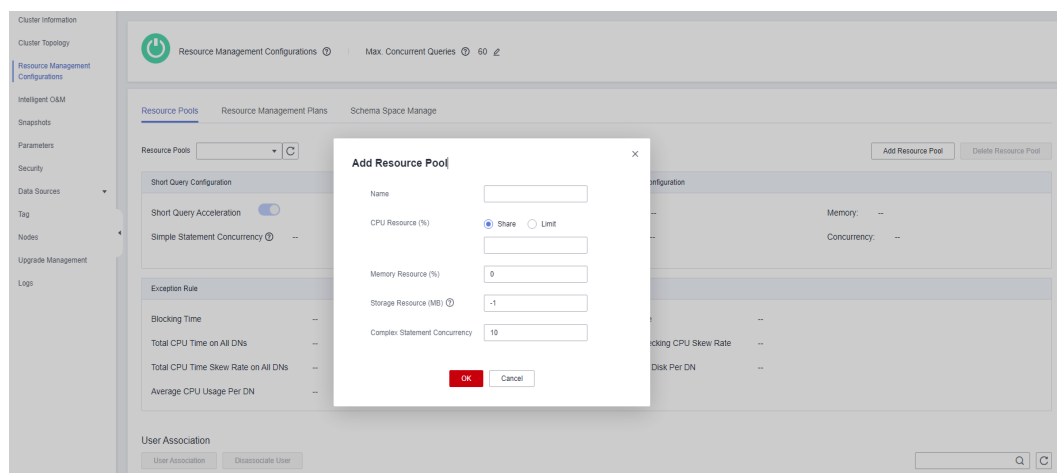 Cluster Information
Cluster Topology
Resource Management
Configurations
Intelligent O&M
Snapshots
Parameters
Security
Data Sources
Tag
Nodes
Upgrade Management
Logs
Resource Management Configurations
Max. Concurrent Queries 60
Resource Pools Resource Management Plans Schema Space Manage
Resource Pools
Add Resource Pool Delete Resource Pool
Short Query Configuration
onfiguration
Short Query Acceleration
--
Memory: --
Simple Statement Concurrency --
--
Concurrency: --
Exception Rule
Blocking Time --
--
Total CPU Time on All DNs --
ecking CPU Skew Rate --
Total CPU Time Skew Rate on All DNs --
Disk Per DN --
Average CPU Usage Per DN --
Add Resource Pool
Name
CPU Resource (%) Share Limit
Memory Resource (%) 0
Storage Resource (MB) -1
Complex Statement Concurrency 10
OK Cancel
User Association
User Association Disassociate User